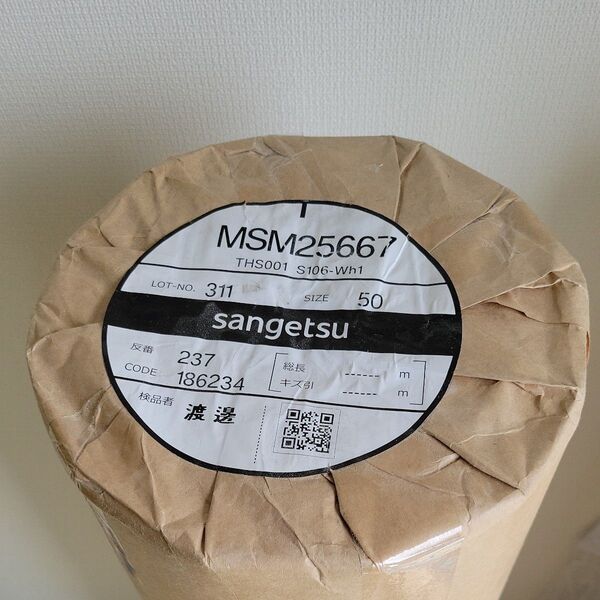 MSM25667
THS001 S106-Wh1
LOT-NO. 311 SIZE 50
sangetsu
反番 237
CODE 186234
総長 ------ m
キズ引 ------ m
検品者 渡邊